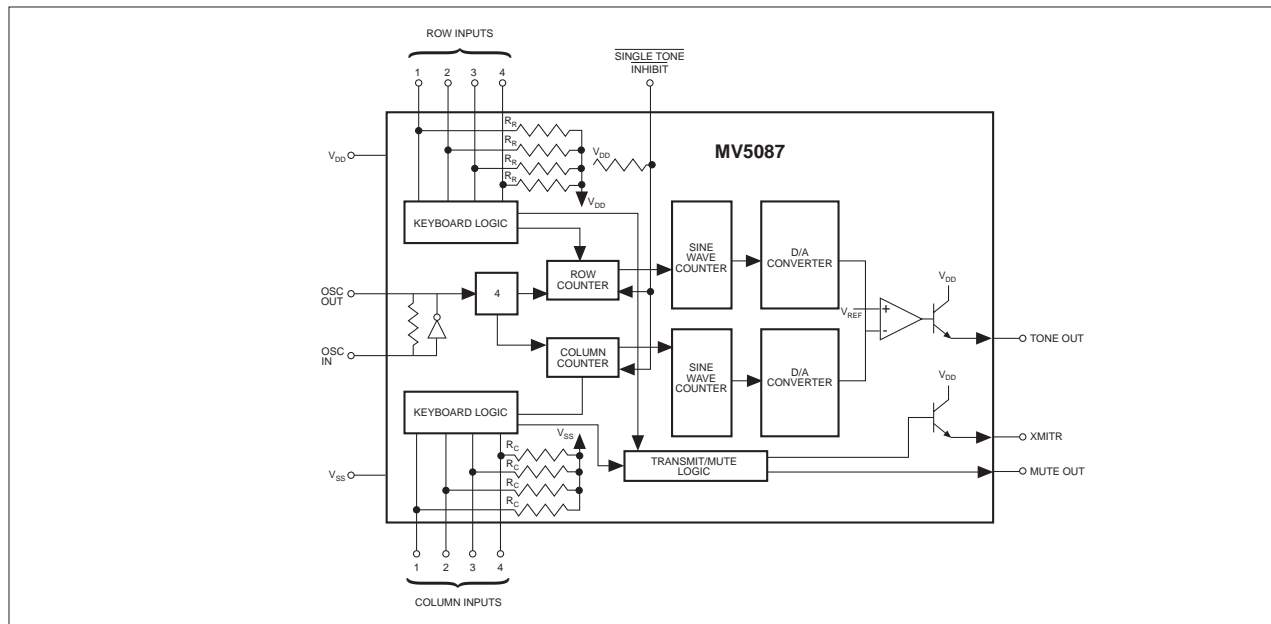 ROW INPUTS
1 2 3 4
SINGLE TONE
INHIBIT
MV5087
VDD
RR
RR
RR
RR
VDD
VDD
KEYBOARD LOGIC
SINE
WAVE
COUNTER
D/A
CONVERTER
ROW
COUNTER
OSC
OUT
4
VDD
VREF
+
-
TONE OUT
OSC
IN
COLUMN
COUNTER
SINE
WAVE
COUNTER
D/A
CONVERTER
VDD
KEYBOARD LOGIC
XMITR
VSS
RC
RC
RC
RC
TRANSMIT/MUTE
LOGIC
MUTE OUT
VSS
1 2 3 4
COLUMN INPUTS